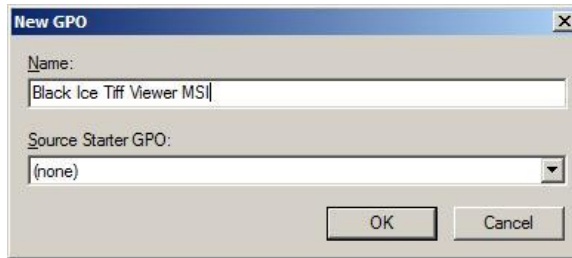 New GPO
Name:
Black Ice Tiff Viewer MSI
Source Starter GPO:
(none)
OK Cancel